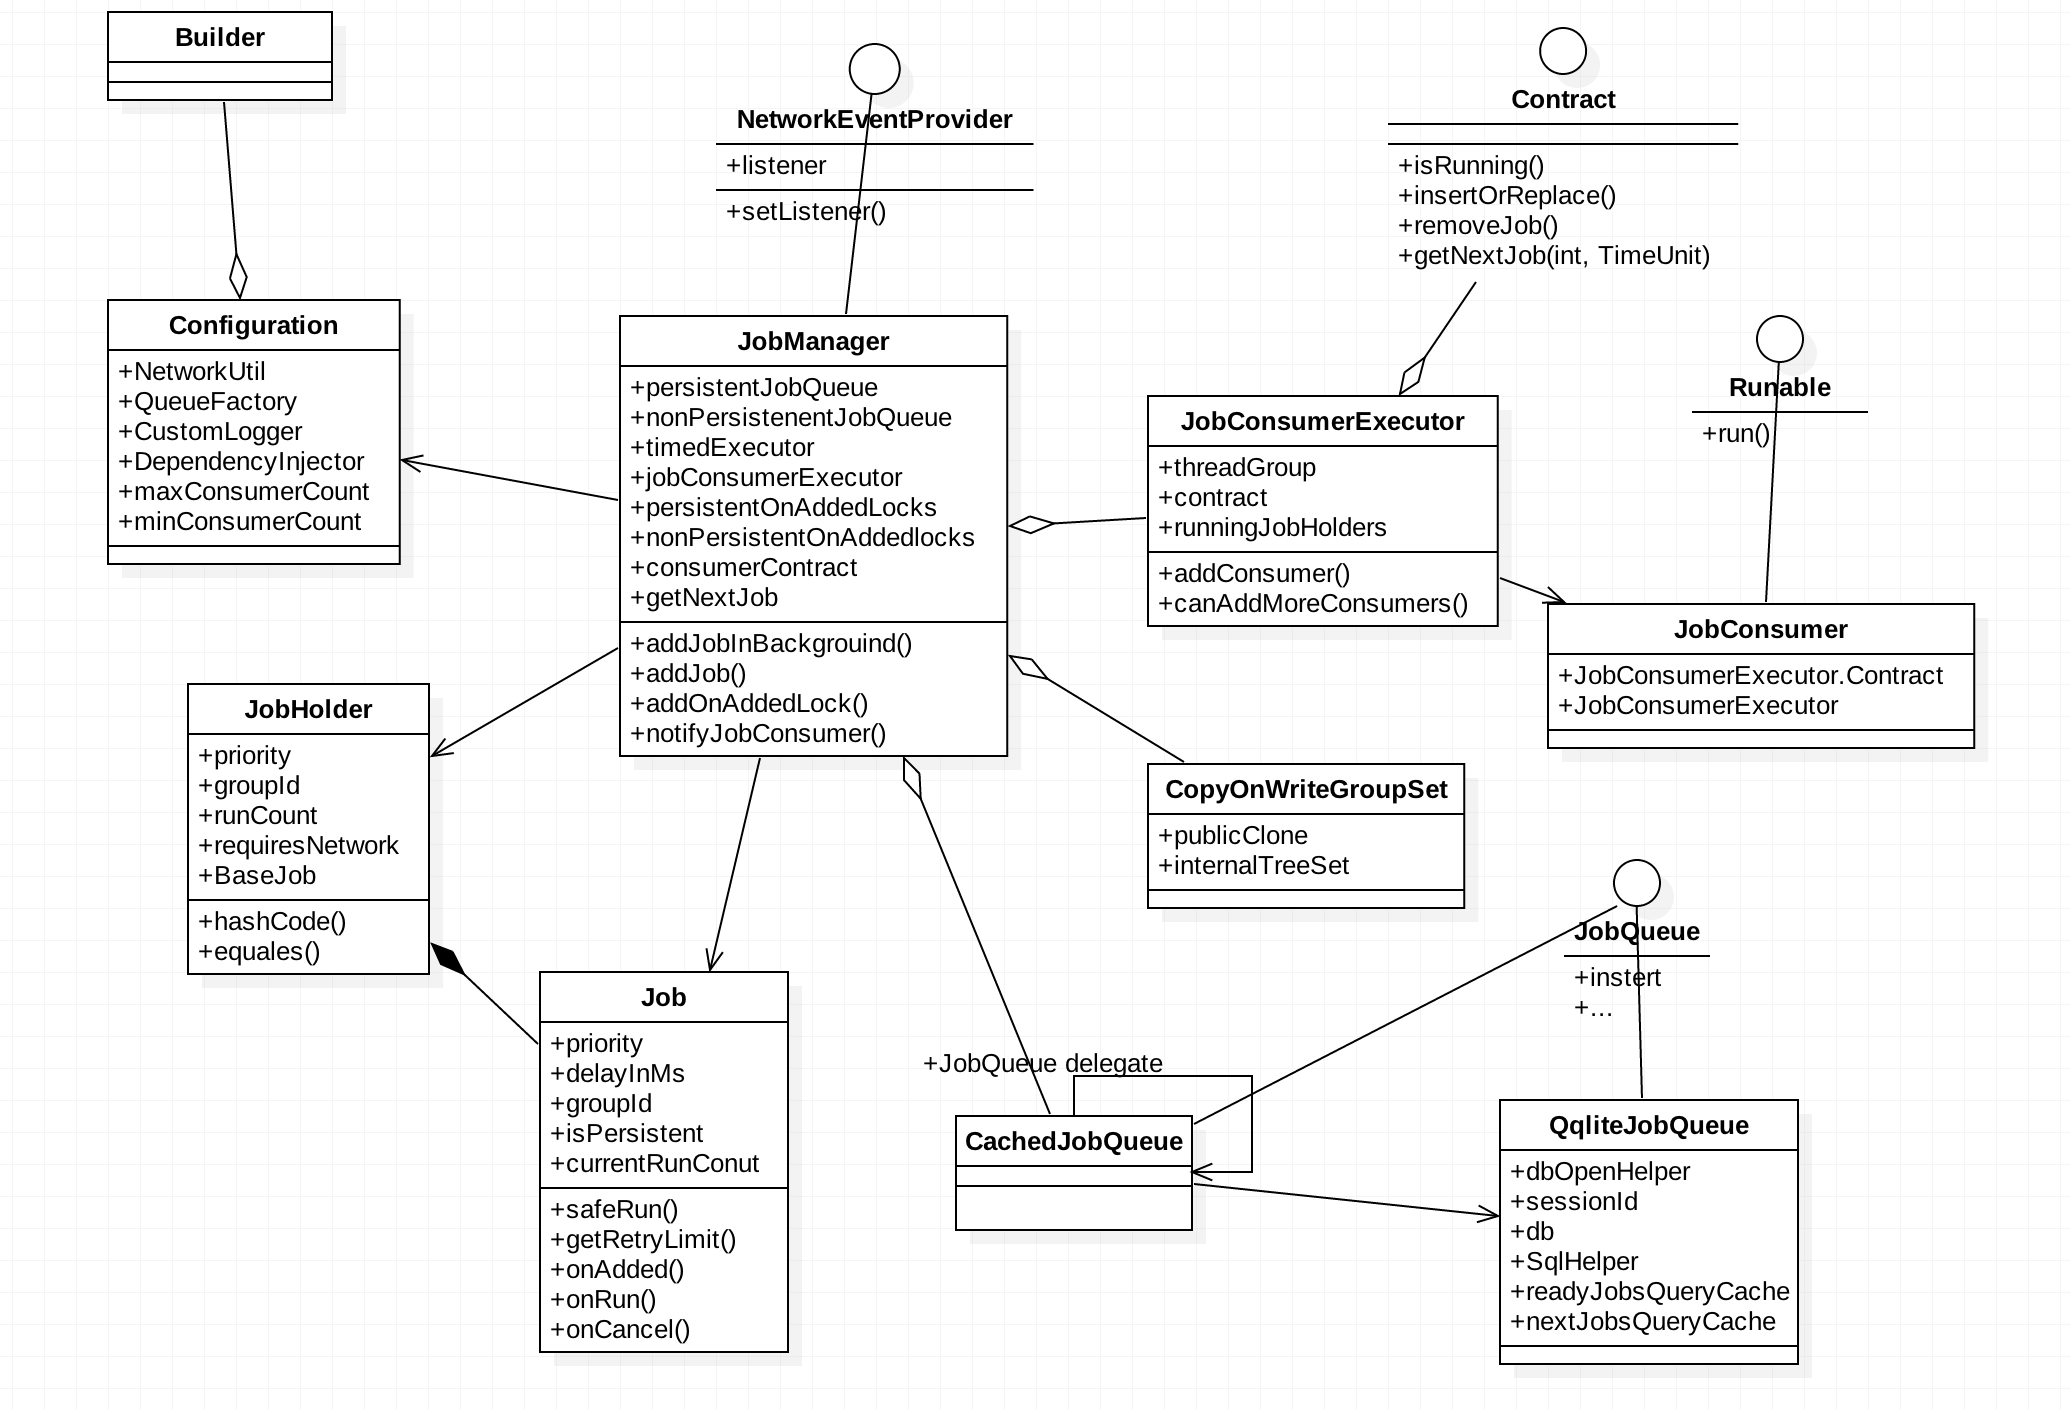 Builder
NetworkEventProvider
+listener
+setListener()
Contract
+isRunning()
+insertOrReplace()
+removeJob()
+getNextJob(int, TimeUnit)
Configuration
+NetworkUtil
+QueueFactory
+CustomLogger
+DependencyInjector
+maxConsumerCount
+minConsumerCount
JobManager
+persistentJobQueue
+nonPersistenentJobQueue
+timedExecutor
+jobConsumerExecutor
+persistentOnAddedLocks
+nonPersistentOnAddedlocks
+consumerContract
+getNextJob
+addJobInBackgrouind()
+addJob()
+addOnAddedLock()
+notifyJobConsumer()
JobConsumerExecutor
+threadGroup
+contract
+runningJobHolders
+addConsumer()
+canAddMoreConsumers()
Runable
+run()
JobConsumer
+JobConsumerExecutor.Contract
+JobConsumerExecutor
JobHolder
+priority
+groupId
+runCount
+requiresNetwork
+BaseJob
+hashCode()
+equales()
CopyOnWriteGroupSet
+publicClone
+internalTreeSet
JobQueue
+instert
+...
Job
+priority
+delayInMs
+groupId
+isPersistent
+currentRunConut
+safeRun()
+getRetryLimit()
+onAdded()
+onRun()
+onCancel()
+JobQueue delegate
CachedJobQueue
QqliteJobQueue
+dbOpenHelper
+sessionId
+db
+SqlHelper
+readyJobsQueryCache
+nextJobsQueryCache